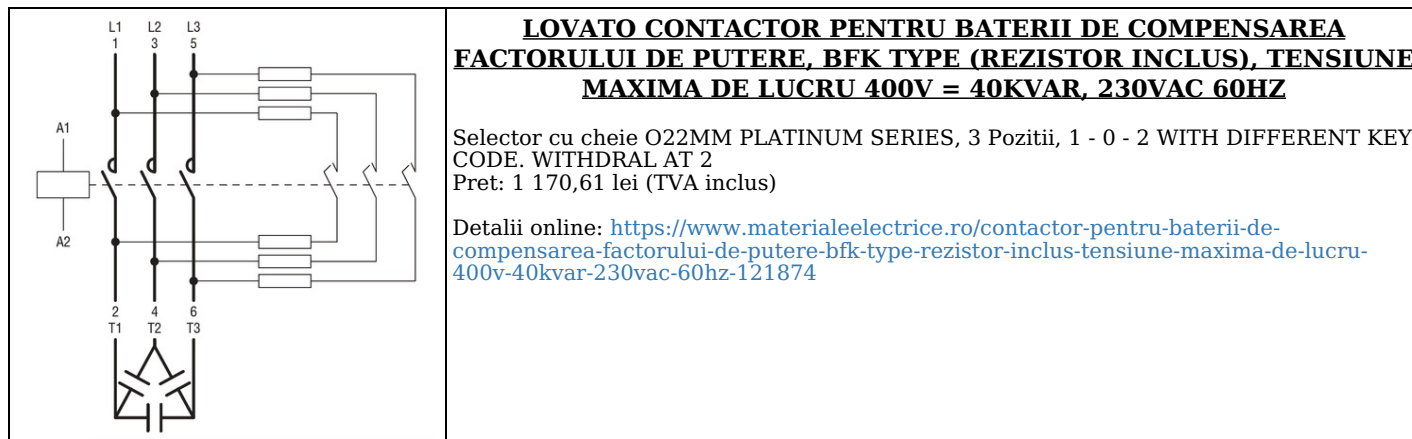 L1 L2 L3
1 3 5
A1
A2
2 4 6
T1 T2 T3
LOVATO CONTACTOR PENTRU BATERII DE COMPENSAREA
FACTORULUI DE PUTERE, BFK TYPE (REZISTOR INCLUS), TENSIUNE
MAXIMA DE LUCRU 400V = 40KVAR, 230VAC 60HZ
Selector cu cheie O22MM PLATINUM SERIES, 3 Pozitii, 1 - 0 - 2 WITH DIFFERENT KEY
CODE. WITHDRAL AT 2
Pret: 1 170,61 lei (TVA inclus)
Detalii online: https://www.materialeelectrice.ro/contactor-pentru-baterii-de-
compensarea-factorului-de-putere-bfk-type-rezistor-inclus-tensiune-maxima-de-lucru-
400v-40kvar-230vac-60hz-121874